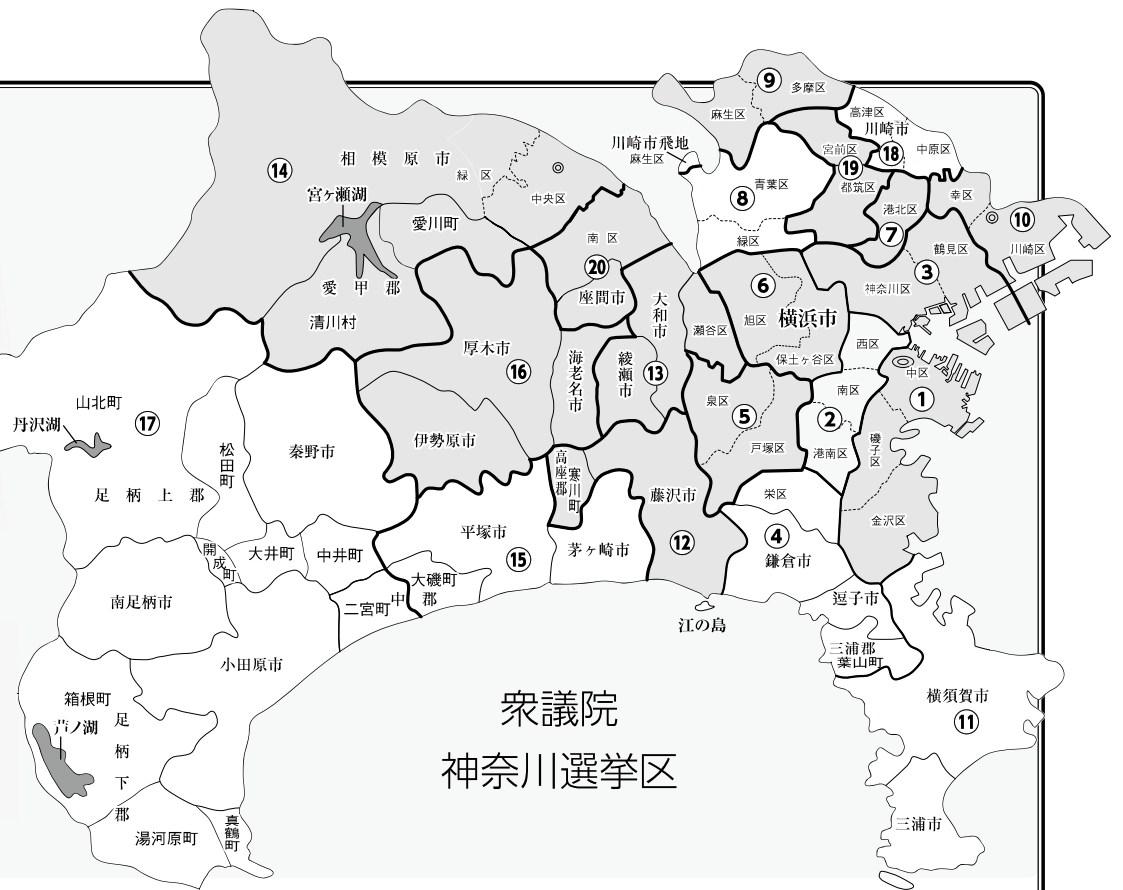 ⑨
多摩区
麻生区
高津区
川崎市
川崎市飛地
麻生区
宮前区
⑱
中原区
⑲
相模原市
⑭
緑区
◎
中央区
宮ヶ瀬湖
⑧
青葉区
都筑区
幸区
◎
⑩
港北区
愛川町
⑦
鶴見区
川崎区
南区
緑区
⑳
③
愛甲郡
座間市
⑥
神奈川区
大和市
清川村
旭区
横浜市
瀬谷区
厚木市
西区
⑯
海老名市
綾瀬市
⑬
保土ヶ谷区
◎
中区
南区
山北町
⑰
泉区
⑤
②
①
丹沢湖
伊勢原市
秦野市
松田町
戸塚区
港南区
磯子区
高座郡
寒川町
足柄上郡
藤沢市
栄区
金沢区
平塚市
⑮
茅ヶ崎市
⑫
④
鎌倉市
開成町
大井町
中井町
大磯町
中郡
二宮町
南足柄市
逗子市
江の島
三浦郡
葉山町
小田原市
箱根町
芦ノ湖
足柄下郡
横須賀市
⑪
衆議院
神奈川選挙区
三浦市
湯河原町
真鶴町